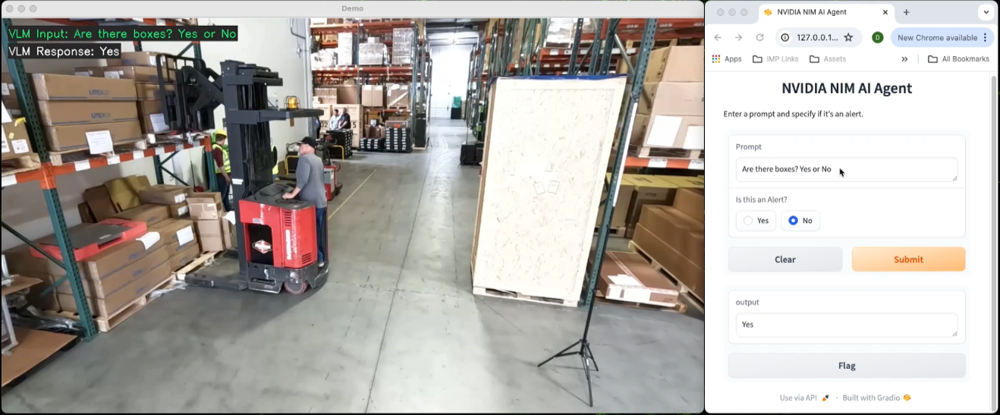 Demo
VLM Input: Are there boxes? Yes or No
VLM Response: Yes
NVIDIA NIM AI Agent
127.0.0.1...
D
New Chrome available
Apps
IMP Links
Assets
All Bookmarks
NVIDIA NIM AI Agent
Enter a prompt and specify if it's an alert.
Prompt
Are there boxes? Yes or No
Is this an Alert?
Yes
No
Clear
Submit
output
Yes
Flag
Use via API
·
Built with Gradio